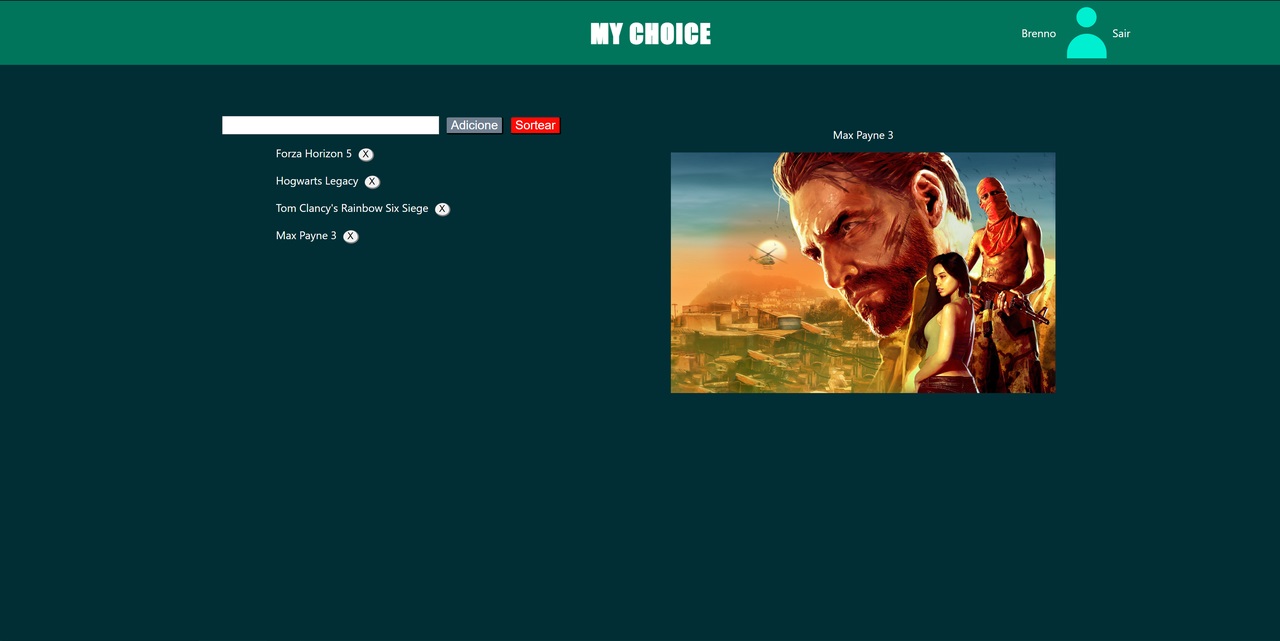 MY CHOICE
Brenno
Sair
Adicione
Sortear
Forza Horizon 5 X
Hogwarts Legacy X
Tom Clancy's Rainbow Six Siege X
Max Payne 3 X
Max Payne 3